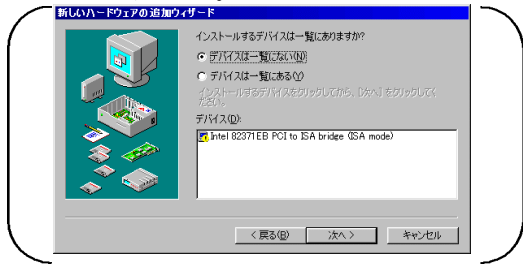 新しいハードウェアの追加ウィザード
インストールするデバイスは一覧にありますか?
デバイスは一覧にない(N)
デバイスは一覧にある(Y)
インストールするデバイスをクリックしてから、[次へ] をクリックしてく
ださい。
デバイス(D):
Intel 82371EB PCI to ISA bridge (ISA mode)
< 戻る(B)
次へ >
キャンセル